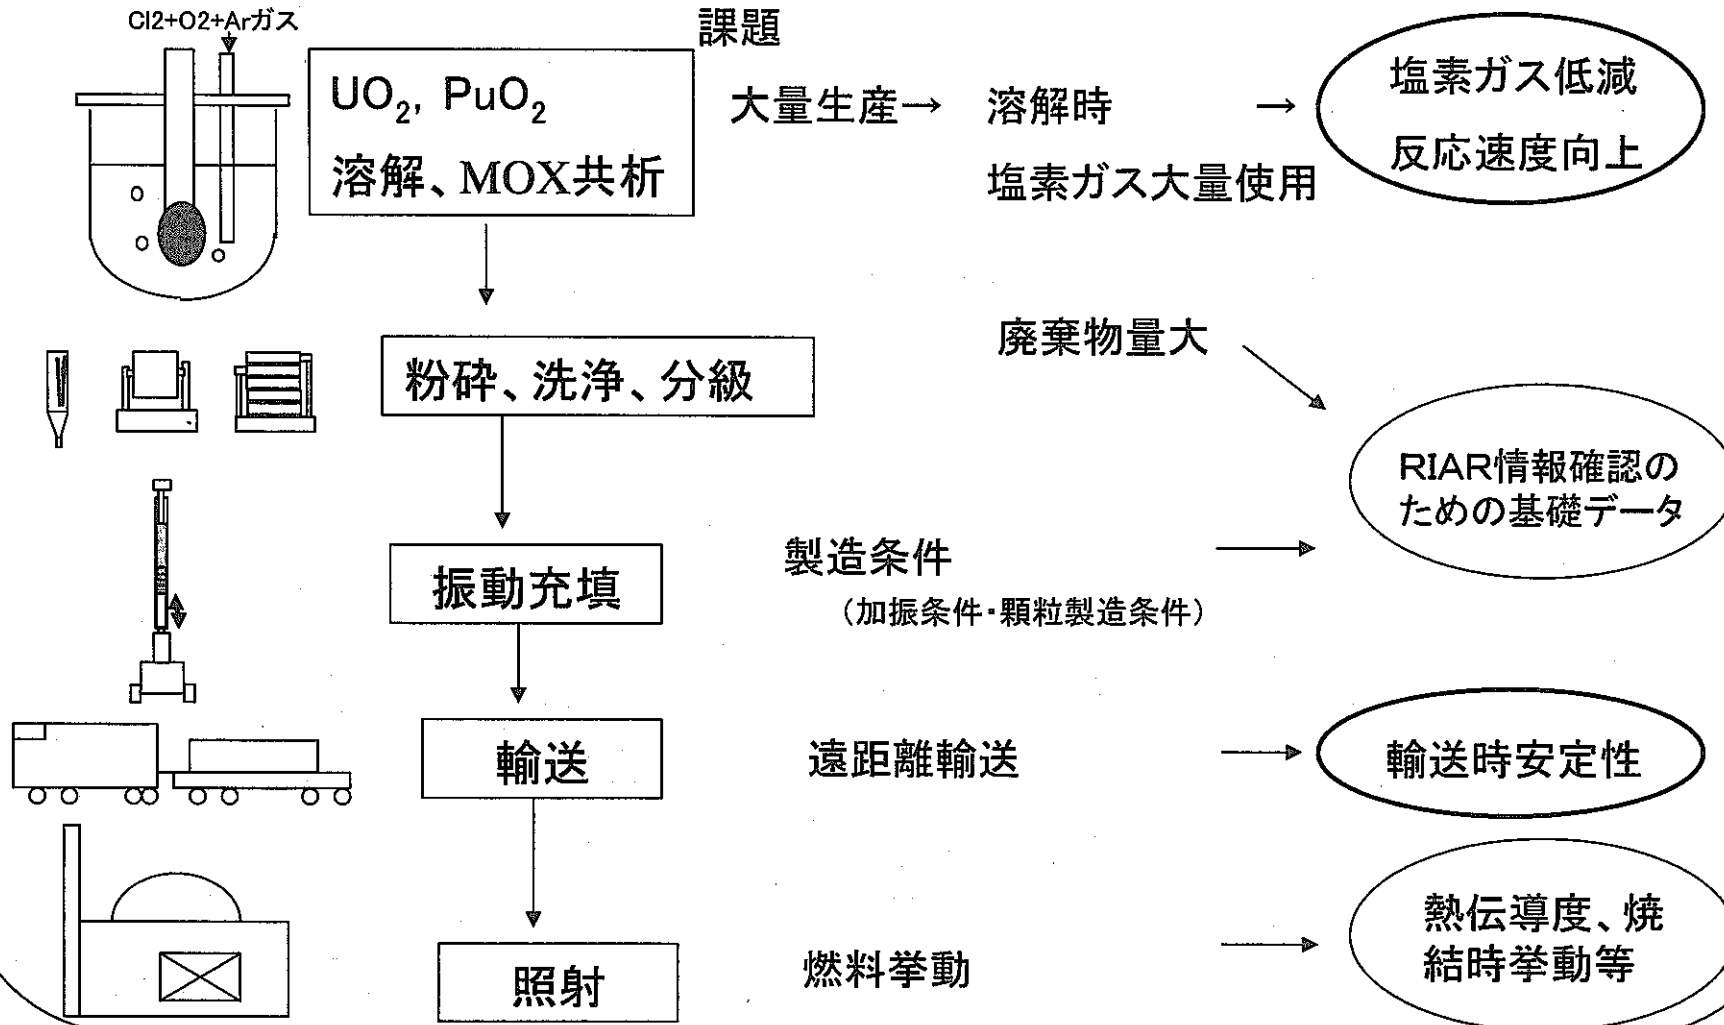 Cl2+O2+Arガス
課題
UO₂, PuO₂
溶解、MOX共析
大量生産→
溶解時
→
塩素ガス大量使用
塩素ガス低減
反応速度向上
粉砕、洗浄、分級
廃棄物量大
RIAR情報確認の
ための基礎データ
振動充填
製造条件
(加振条件・顆粒製造条件)
輸送
遠距離輸送
輸送時安定性
照射
燃料挙動
熱伝導度、焼
結時挙動等